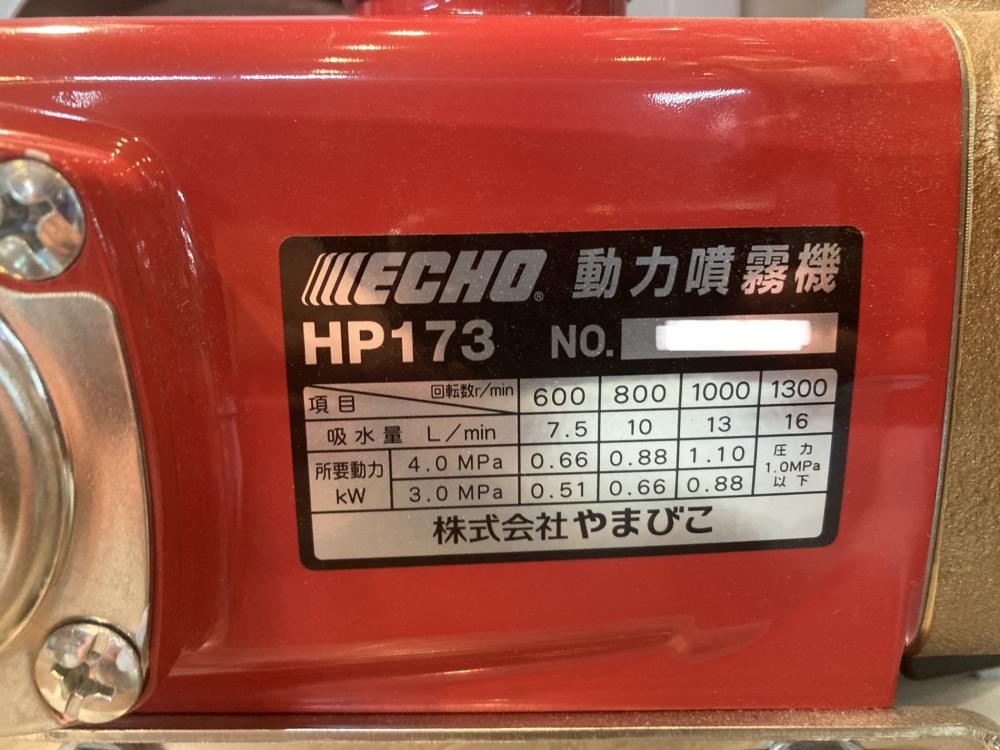 ECHO® 動力噴霧機
HP173 NO.
項目 回転数r/min 600 800 1000 1300
吸水量 L/min 7.5 10 13 16
所要動力 kW 4.0 MPa 0.66 0.88 1.10 圧力 1.0MPa 以下
3.0 MPa 0.51 0.66 0.88
株式会社やまびこ